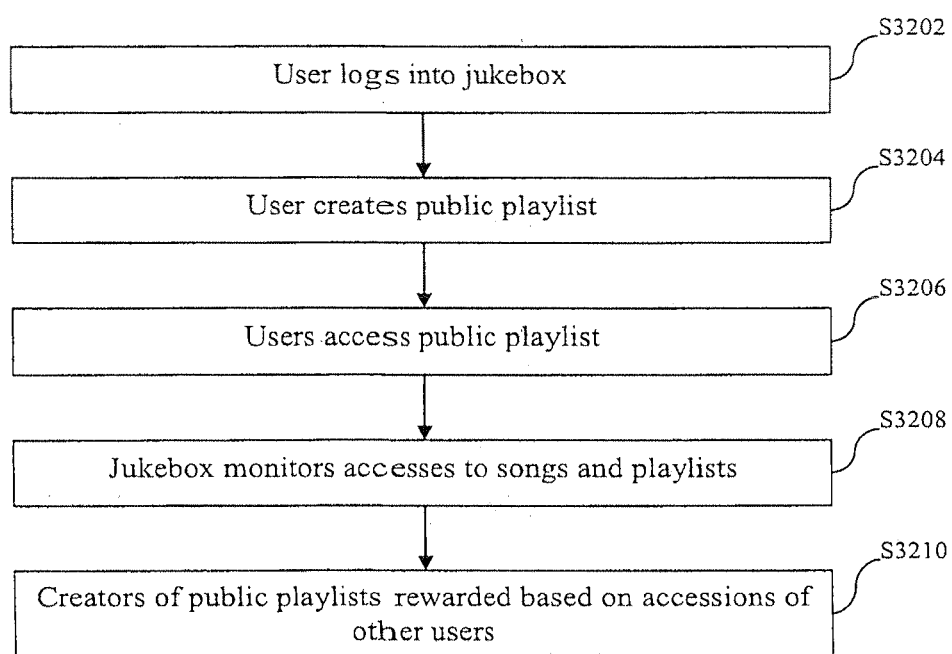 S3202
User logs into jukebox
S3204
User creates public playlist
S3206
Users access public playlist
S3208
Jukebox monitors accesses to songs and playlists
S3210
Creators of public playlists rewarded based on accessions of
other users